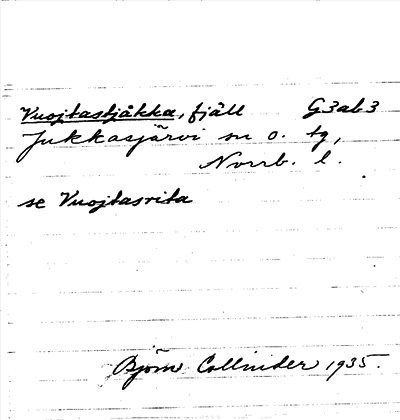 Vuojtastjåkka, fjäll G3ab3
Jukkasjärvi sn o. tg,
Norrb. l.
se Vuojtasrita
Björn Collinder 1935.